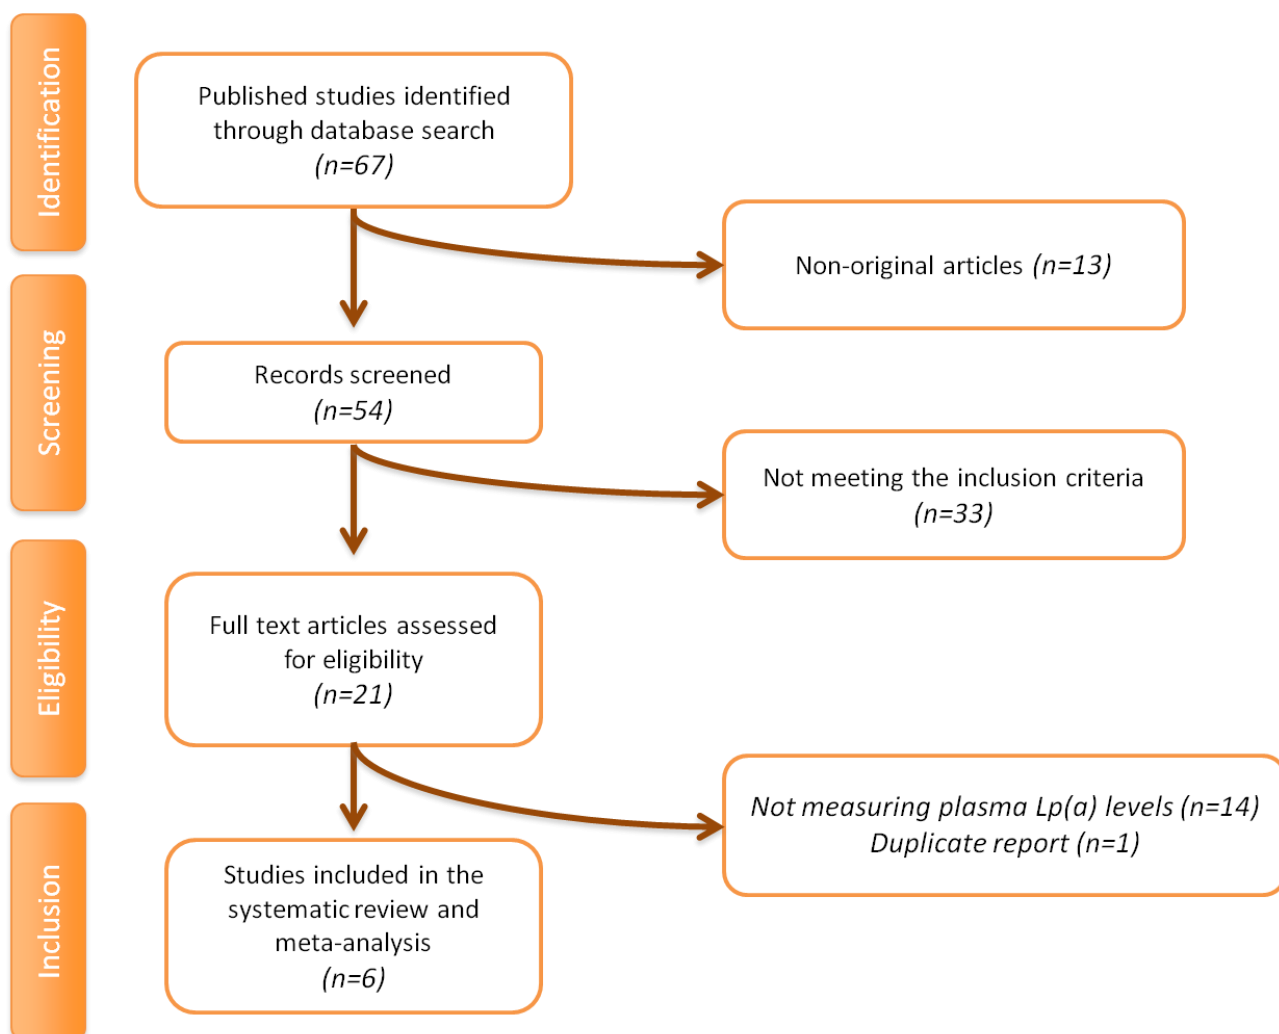 Identification
Published studies identified
through database search
(n=67)
Non-original articles (n=13)
Screening
Records screened
(n=54)
Not meeting the inclusion criteria
(n=33)
Eligibility
Full text articles assessed
for eligibility
(n=21)
Not measuring plasma Lp(a) levels (n=14)
Duplicate report (n=1)
Inclusion
Studies included in the
systematic review and
meta-analysis
(n=6)